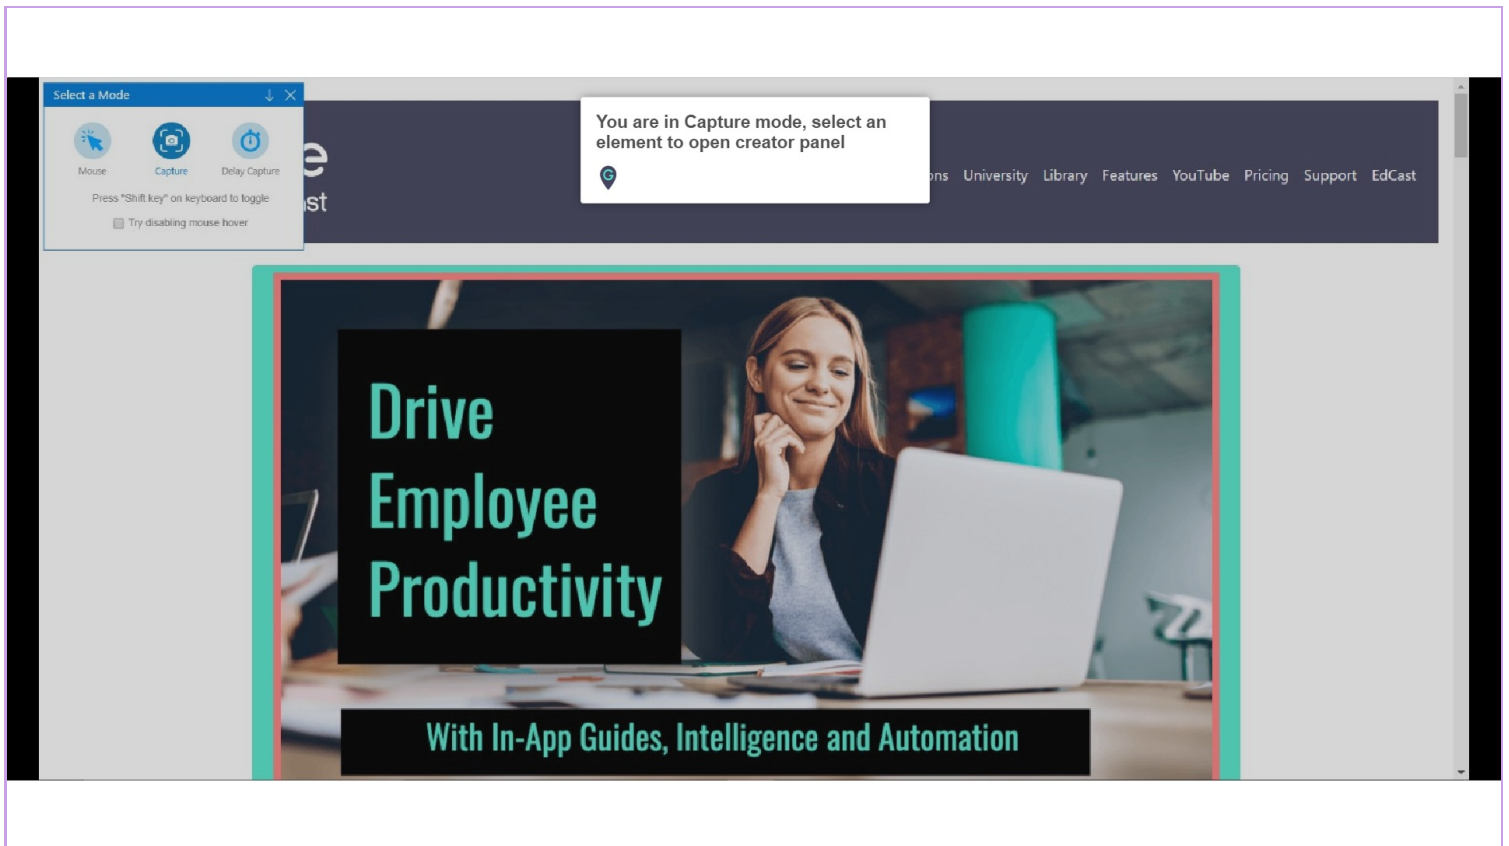 Select a Mode
You are in Capture mode, select an
element to open creator panel
G
Mouse
Capture
Delay Capture
Press "Shift key" on keyboard to toggle
Try disabling mouse hover
University
Library
Features
YouTube
Pricing
Support
EdCast
Drive
Employee
Productivity
With In-App Guides, Intelligence and Automation